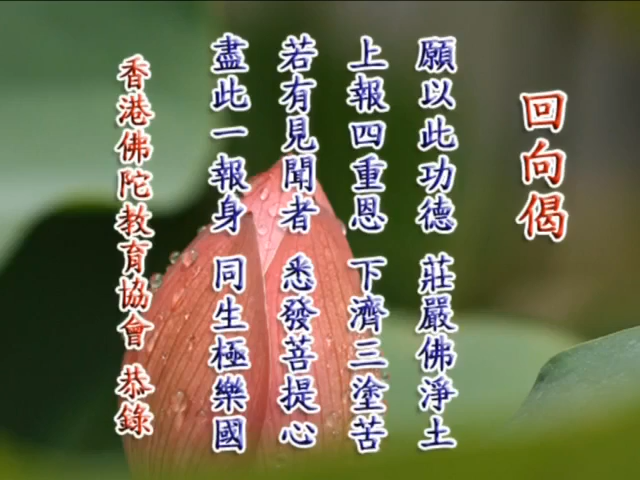 回向偈
願以此功德 莊嚴佛淨土
上報四重恩 下濟三塗苦
若有見聞者 悉發菩提心
盡此一報身 同生極樂國
香港佛陀教育協會 恭錄